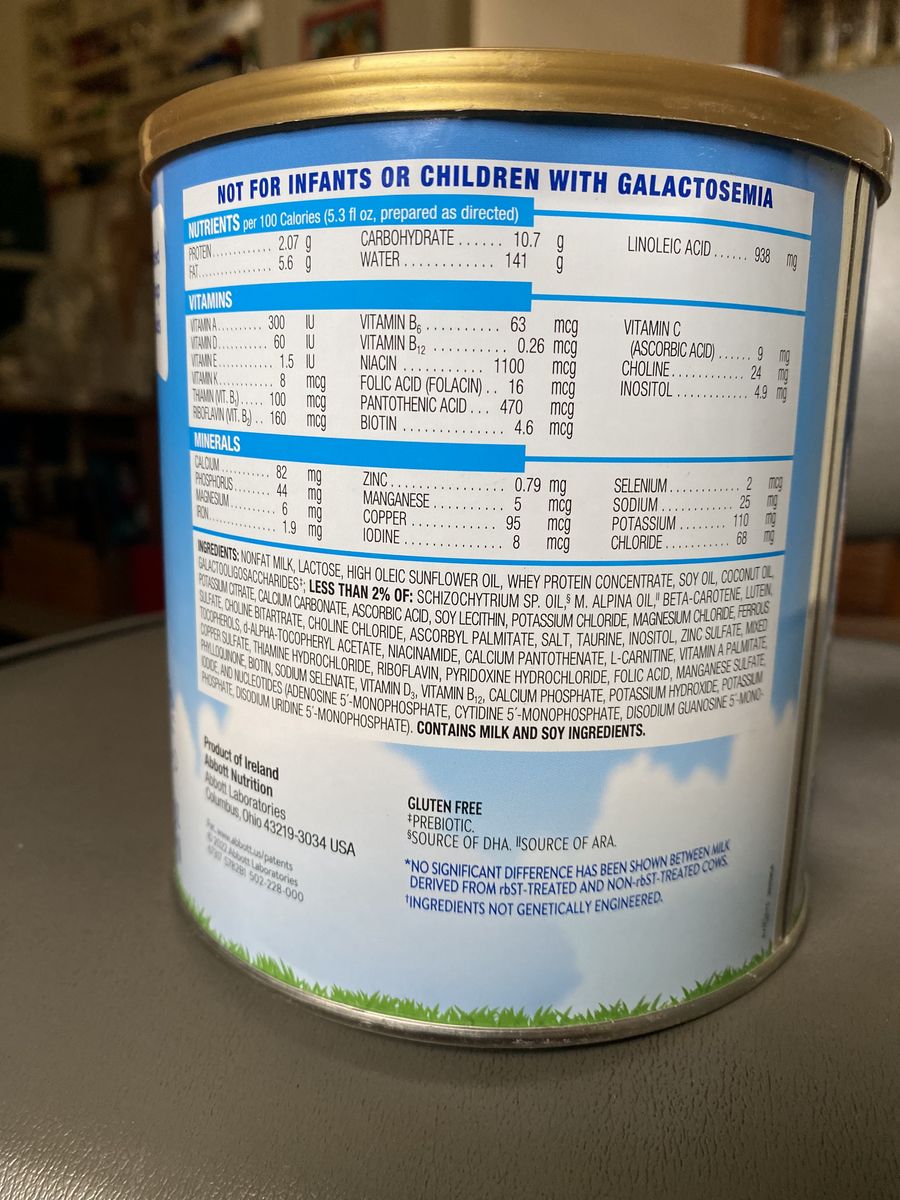 NOT FOR INFANTS OR CHILDREN WITH GALACTOSEMIA
NUTRIENTS per 100 Calories (5.3 fl oz, prepared as directed)
PROTEIN ........... 2.07 g
FAT ........... 5.6 g
CARBOHYDRATE ...... 10.7 g
WATER ............ 141 g
LINOLEIC ACID ...... 938 mg
VITAMINS
VITAMIN A .......... 300 IU
VITAMIN D .......... 60 IU
VITAMIN E .......... 1.5 IU
VITAMIN K .......... 8 mcg
THIAMIN (VIT. B₁) .... 100 mcg
RIBOFLAVIN (VIT. B₂) .. 160 mcg
VITAMIN B₆ .......... 63 mcg
VITAMIN B₁₂ .......... 0.26 mcg
NIACIN ............ 1100 mcg
FOLIC ACID (FOLACIN) .. 16 mcg
PANTOTHENIC ACID ... 470 mcg
BIOTIN ............ 4.6 mcg
VITAMIN C
(ASCORBIC ACID) ...... 9 mg
CHOLINE ............ 24 mg
INOSITOL ............ 4.9 mg
MINERALS
CALCIUM ........... 82 mg
PHOSPHORUS ........ 44 mg
MAGNESIUM ......... 6 mg
IRON .............. 1.9 mg
ZINC .............. 0.79 mg
MANGANESE .......... 5 mcg
COPPER ............ 95 mcg
IODINE ............. 8 mcg
SELENIUM ........... 2 mcg
SODIUM ............ 25 mg
POTASSIUM ........ 110 mg
CHLORIDE .......... 68 mg
INGREDIENTS: NONFAT MILK, LACTOSE, HIGH OLEIC SUNFLOWER OIL, WHEY PROTEIN CONCENTRATE, SOY OIL, COCONUT OIL,
GALACTOOLIGOSACCHARIDES‡; LESS THAN 2% OF: SCHIZOCHYTRIUM SP. OIL,§ M. ALPINA OIL,ǁ BETA-CAROTENE, LUTEIN,
POTASSIUM CITRATE, CALCIUM CARBONATE, ASCORBIC ACID, SOY LECITHIN, POTASSIUM CHLORIDE, MAGNESIUM CHLORIDE, FERROUS
SULFATE, CHOLINE BITARTRATE, CHOLINE CHLORIDE, ASCORBYL PALMITATE, SALT, TAURINE, INOSITOL, ZINC SULFATE, MIXED
TOCOPHEROLS, d-ALPHA-TOCOPHERYL ACETATE, NIACINAMIDE, CALCIUM PANTOTHENATE, L-CARNITINE, VITAMIN A PALMITATE,
COPPER SULFATE, THIAMINE HYDROCHLORIDE, RIBOFLAVIN, PYRIDOXINE HYDROCHLORIDE, FOLIC ACID, MANGANESE SULFATE,
PHYLLOQUINONE, BIOTIN, SODIUM SELENATE, VITAMIN D₃, VITAMIN B₁₂, CALCIUM PHOSPHATE, POTASSIUM HYDROXIDE, POTASSIUM
IODIDE, AND NUCLEOTIDES (ADENOSINE 5′-MONOPHOSPHATE, CYTIDINE 5′-MONOPHOSPHATE, DISODIUM GUANOSINE 5′-MONO-
PHOSPHATE, DISODIUM URIDINE 5′-MONOPHOSPHATE). CONTAINS MILK AND SOY INGREDIENTS.
Product of Ireland
Abbott Nutrition
Abbott Laboratories
Columbus, Ohio 43219-3034 USA
Pat. www.abbott.us/patents
© 2022 Abbott Laboratories
502-228-000
GLUTEN FREE
‡PREBIOTIC.
§SOURCE OF DHA. ǁSOURCE OF ARA.
*NO SIGNIFICANT DIFFERENCE HAS BEEN SHOWN BETWEEN MILK
DERIVED FROM rbST-TREATED AND NON-rbST-TREATED COWS.
†INGREDIENTS NOT GENETICALLY ENGINEERED.